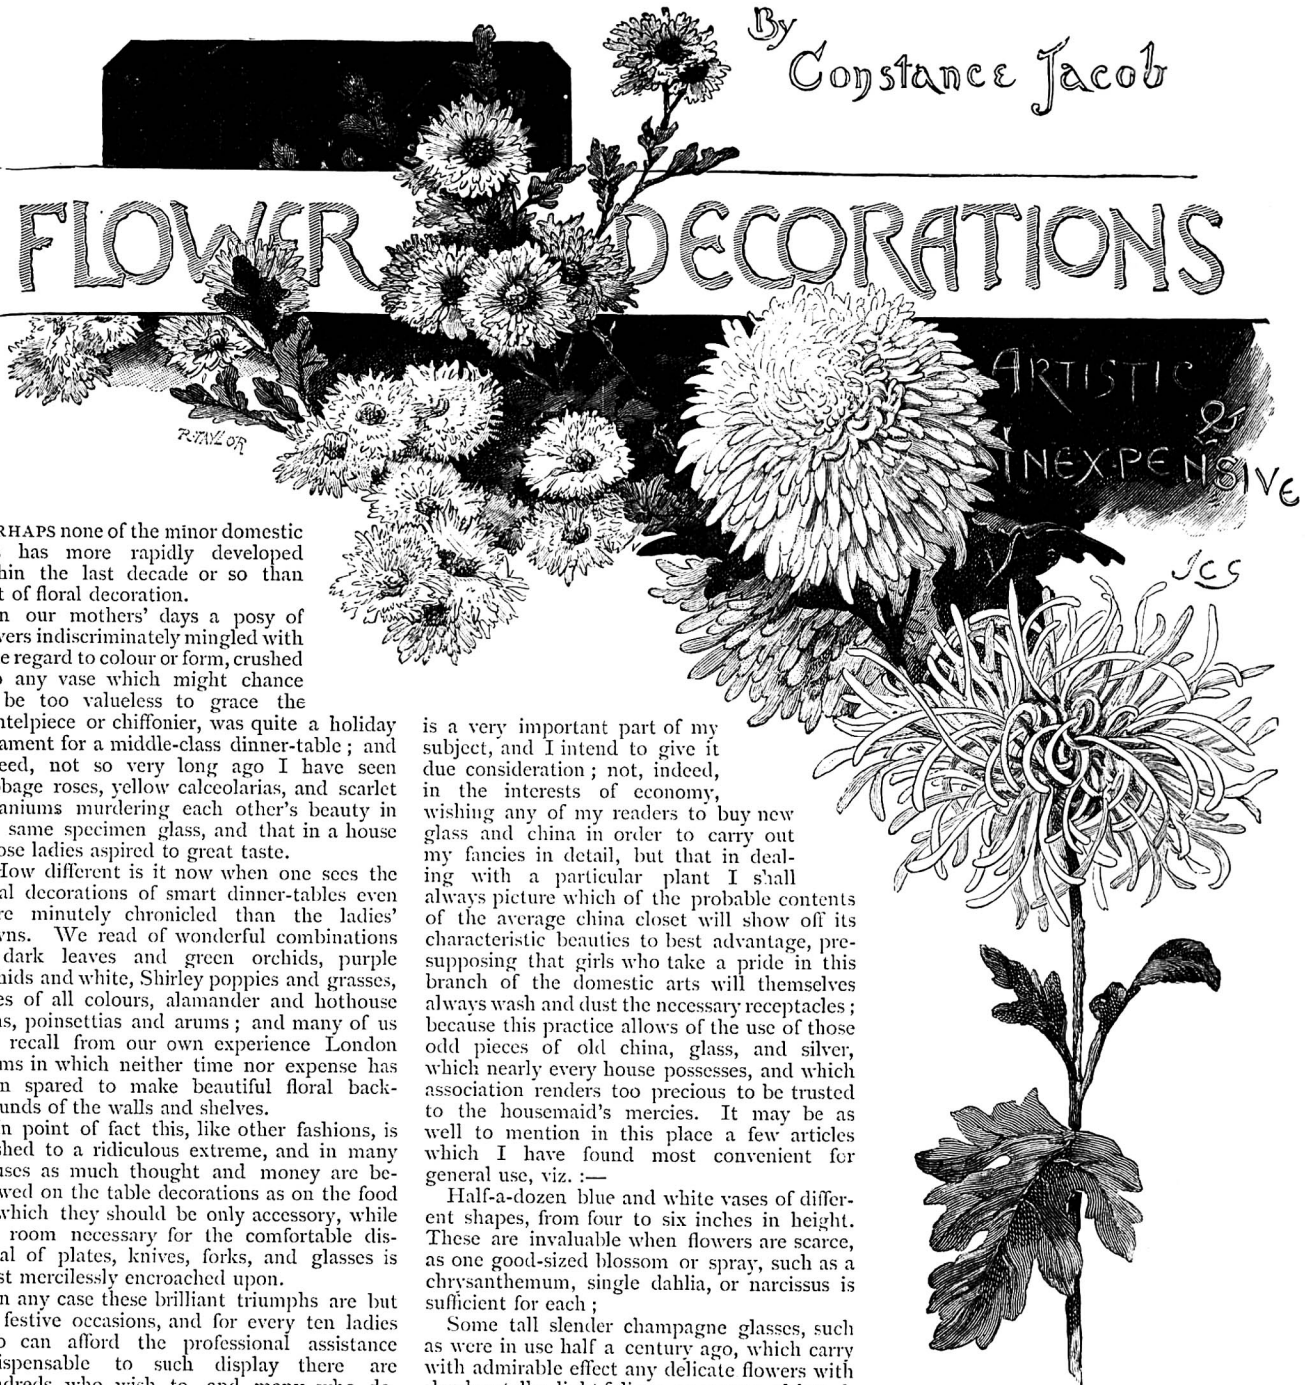 By
Constance Jacob
FLOWER DECORATIONS
ARTISTIC
&
INEXPENSIVE
R. TAYLOR
JCG
RHAPS none of the minor domestic
has more rapidly developed
hin the last decade or so than
t of floral decoration.
n our mothers' days a posy of
vers indiscriminately mingled with
e regard to colour or form, crushed
o any vase which might chance
be too valueless to grace the
ntelpiece or chiffonier, was quite a holiday
ament for a middle-class dinner-table; and
eed, not so very long ago I have seen
bage roses, yellow calceolarias, and scarlet
aniums murdering each other's beauty in
same specimen glass, and that in a house
ose ladies aspired to great taste.
How different is it now when one sees the
al decorations of smart dinner-tables even
re minutely chronicled than the ladies'
vns. We read of wonderful combinations
dark leaves and green orchids, purple
hids and white, Shirley poppies and grasses,
es of all colours, alamander and hothouse
ns, poinsettias and arums; and many of us
recall from our own experience London
ms in which neither time nor expense has
n spared to make beautiful floral back-
unds of the walls and shelves.
n point of fact this, like other fashions, is
shed to a ridiculous extreme, and in many
uses as much thought and money are be-
wed on the table decorations as on the food
which they should be only accessory, while
room necessary for the comfortable dis-
al of plates, knives, forks, and glasses is
st mercilessly encroached upon.
n any case these brilliant triumphs are but
festive occasions, and for every ten ladies
o can afford the professional assistance
ispensable to such display there are
ndreds who wish to, and many who do
is a very important part of my
subject, and I intend to give it
due consideration; not, indeed,
in the interests of economy,
wishing any of my readers to buy new
glass and china in order to carry out
my fancies in detail, but that in deal-
ing with a particular plant I shall
always picture which of the probable contents
of the average china closet will show off its
characteristic beauties to best advantage, pre-
supposing that girls who take a pride in this
branch of the domestic arts will themselves
always wash and dust the necessary receptacles;
because this practice allows of the use of those
odd pieces of old china, glass, and silver,
which nearly every house possesses, and which
association renders too precious to be trusted
to the housemaid's mercies. It may be as
well to mention in this place a few articles
which I have found most convenient for
general use, viz. :—
Half-a-dozen blue and white vases of differ-
ent shapes, from four to six inches in height.
These are invaluable when flowers are scarce,
as one good-sized blossom or spray, such as a
chrysanthemum, single dahlia, or narcissus is
sufficient for each;
Some tall slender champagne glasses, such
as were in use half a century ago, which carry
with admirable effect any delicate flowers with